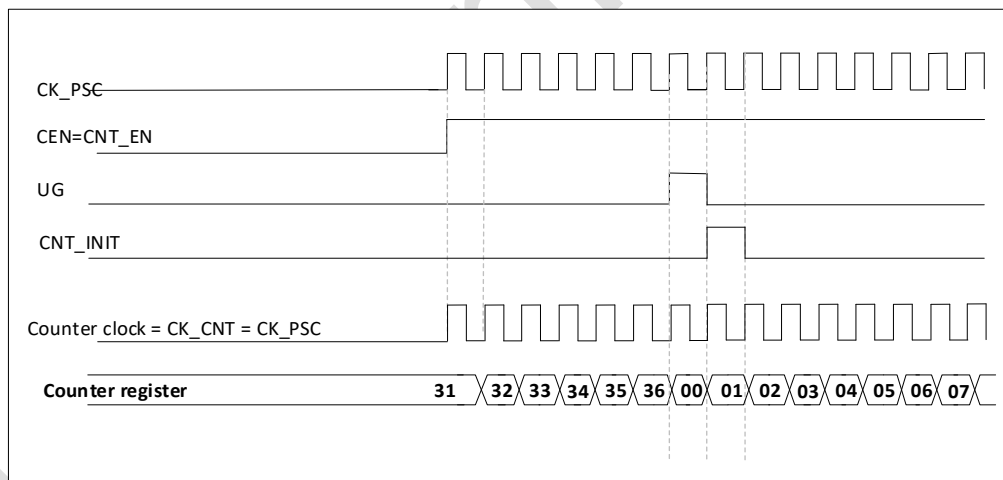 CK_PSC
CEN=CNT_EN
UG
CNT_INIT
Counter clock = CK_CNT = CK_PSC
Counter register 31 32 33 34 35 36 00 01 02 03 04 05 06 07